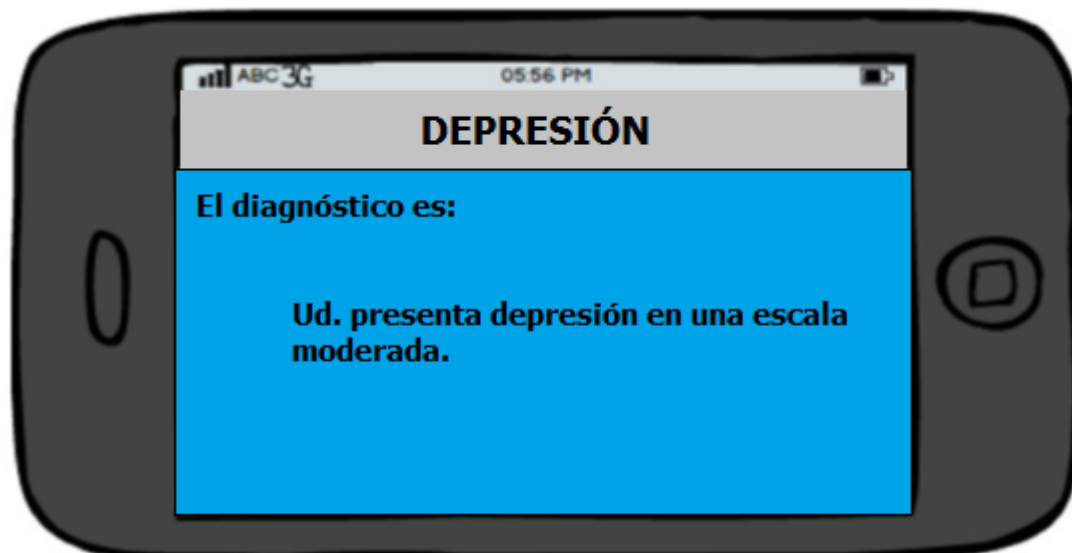 ABC 3G 05:56 PM
DEPRESIÓN
El diagnóstico es:
Ud. presenta depresión en una escala
moderada.